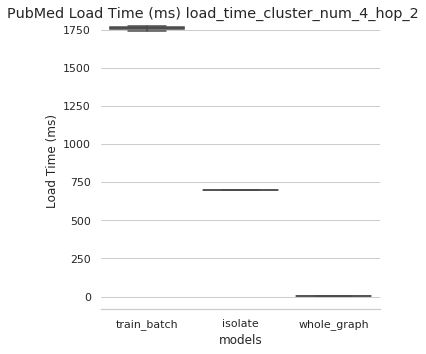 PubMed Load Time (ms) load_time_cluster_num_4_hop_2
1750
1500
1250
1000
750
500
250
0
Load Time (ms)
train_batch isolate whole_graph
models